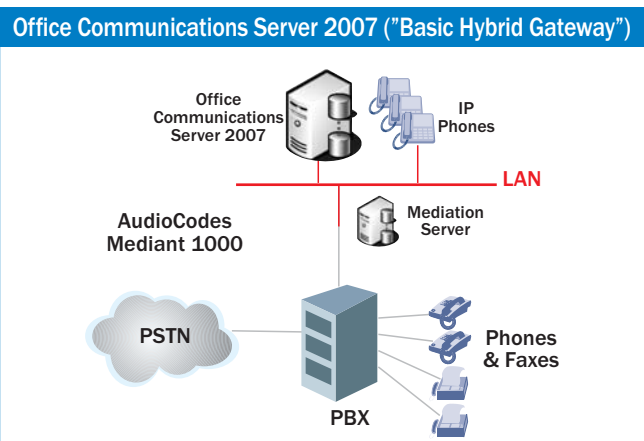 Office Communications Server 2007 ("Basic Hybrid Gateway")
Office
Communications
Server 2007
IP
Phones
LAN
AudioCodes
Mediant 1000
Mediation
Server
PSTN
Phones
& Faxes
PBX